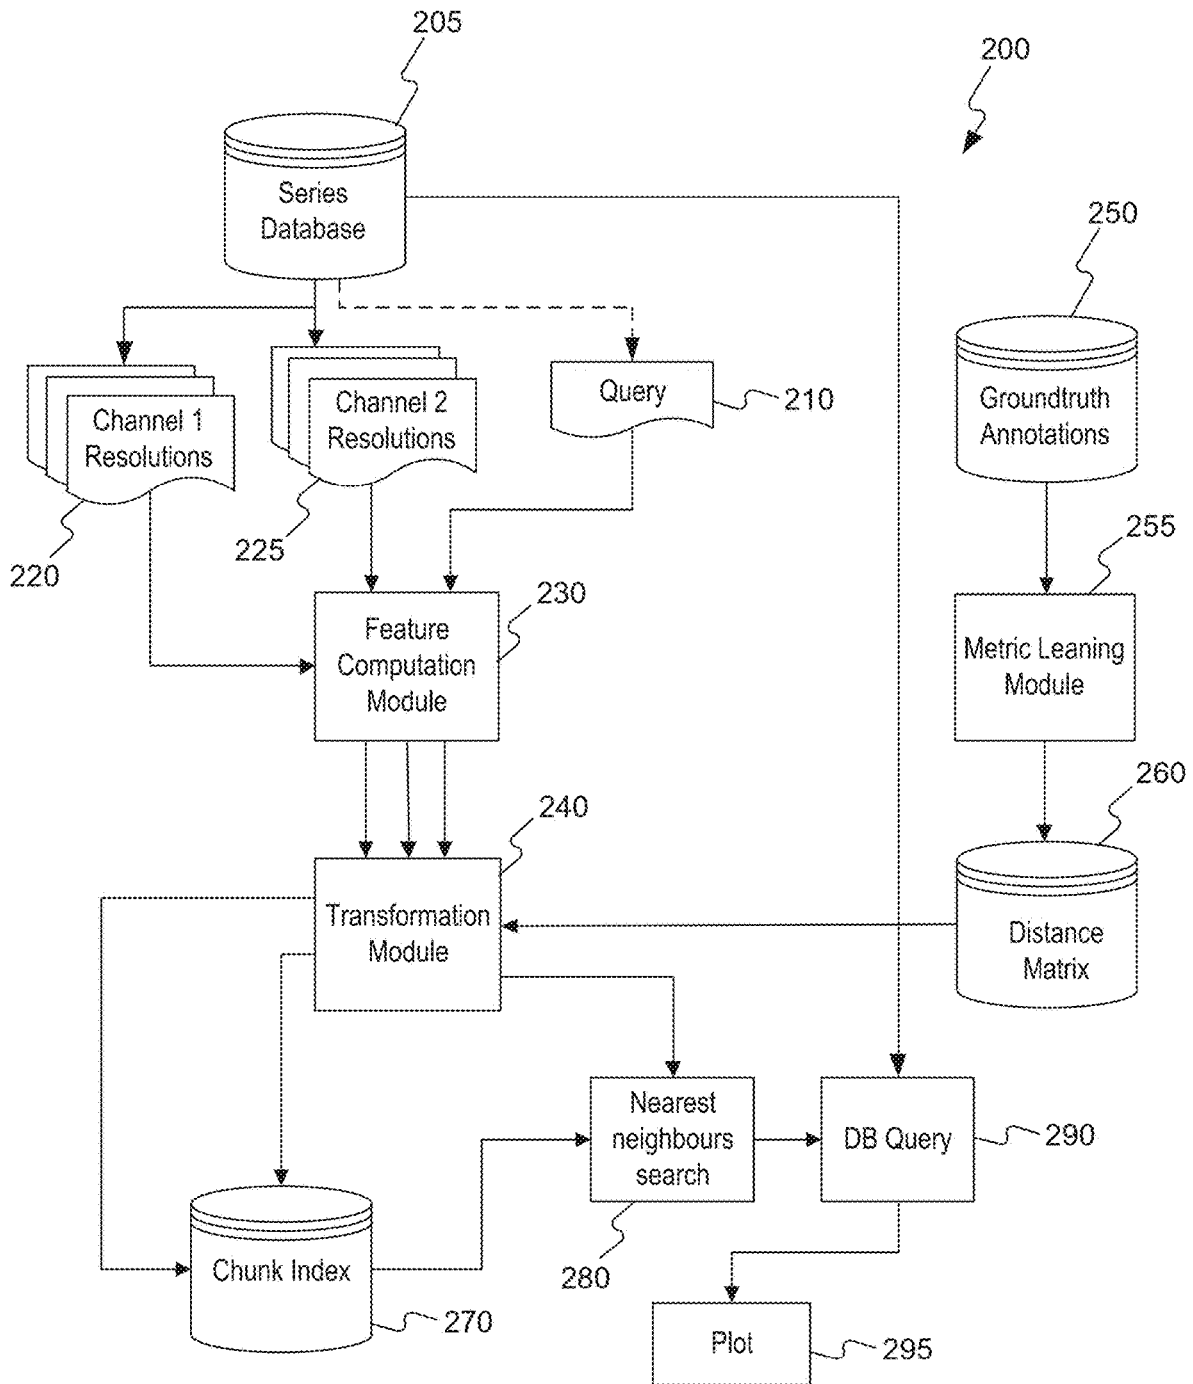 205
200
Series
Database
250
Groundtruth
Annotations
Channel 1
Resolutions
Channel 2
Resolutions
Query
210
220
225
255
230
Feature
Computation
Module
Metric Leaning
Module
260
240
Transformation
Module
Distance
Matrix
Nearest
neighbours
search
DB Query
290
280
Chunk Index
270
Plot
295